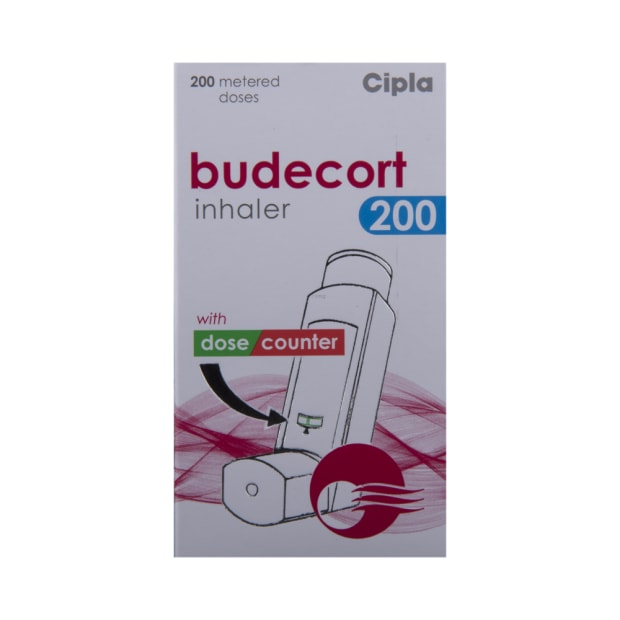 200 metered
doses
Cipla
budecort
inhaler
200
with
dose counter